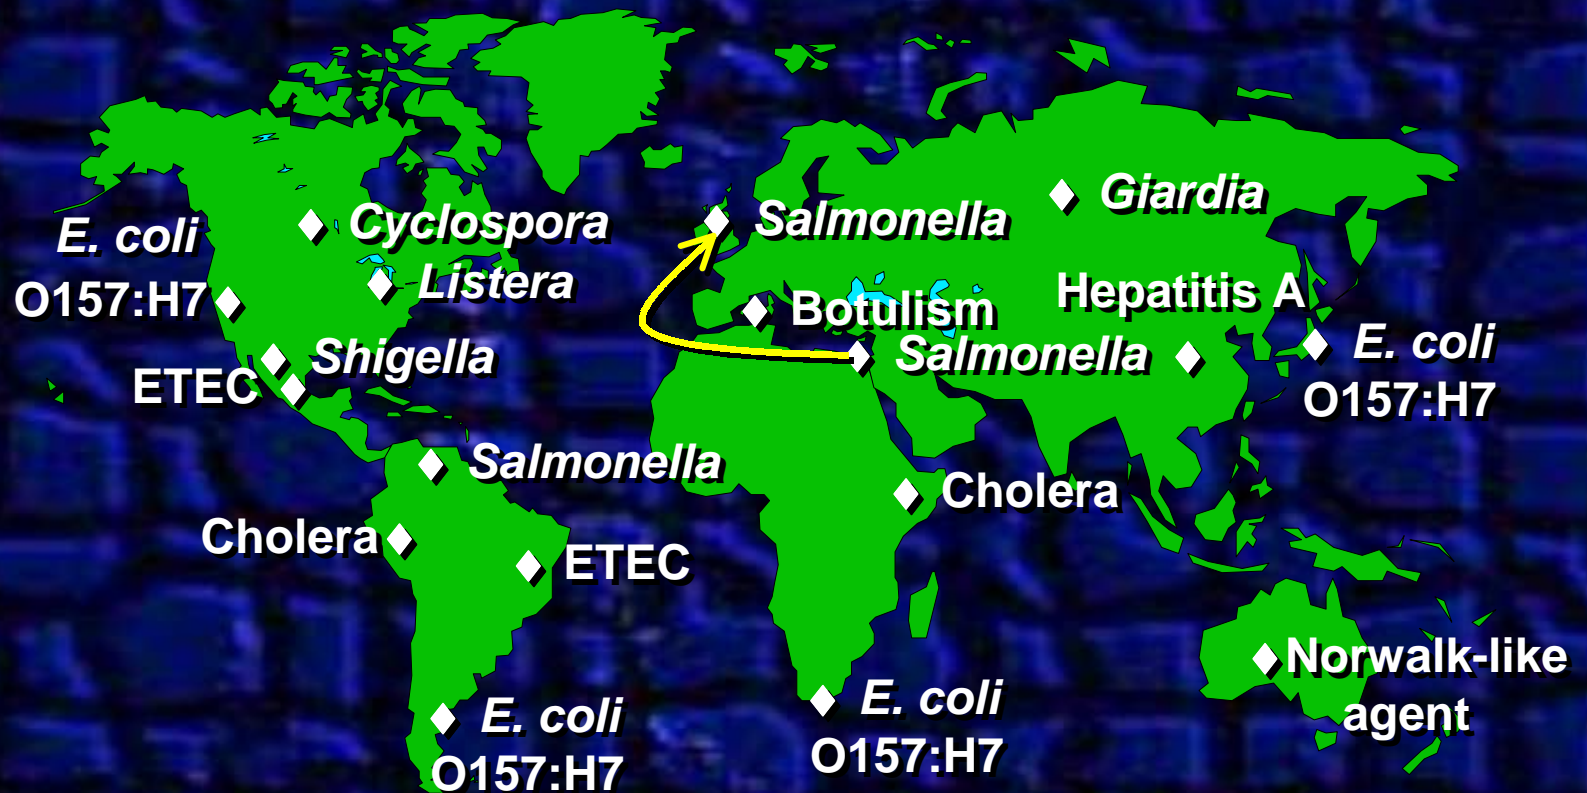 E. coli
O157:H7
Cyclospora
Listera
Shigella
ETEC
Salmonella
Cholera
ETEC
E. coli
O157:H7
Salmonella
Botulism
Salmonella
Giardia
Hepatitis A
E. coli
O157:H7
Cholera
E. coli
O157:H7
Norwalk-like
agent